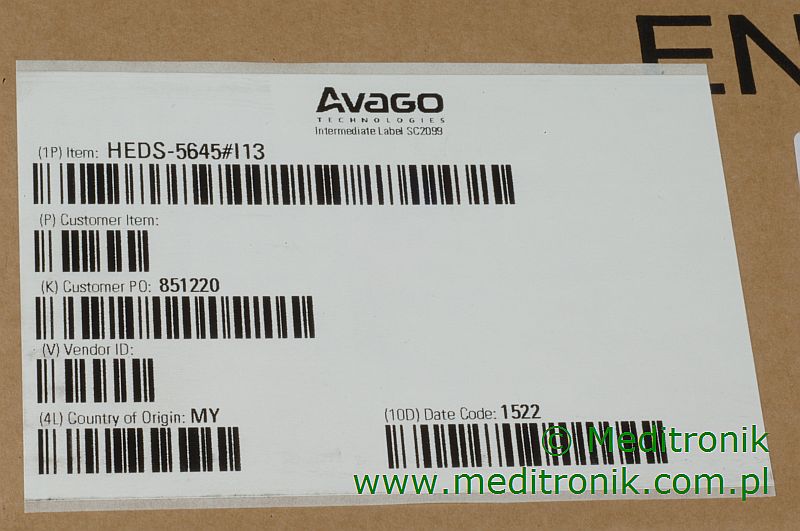 EN
AVAGO
TECHNOLOGIES
Intermediate Label SC2099
(1P) Item: HEDS-5645#I13
(P) Customer Item:
(K) Customer PO: 851220
(V) Vendor ID:
(4L) Country of Origin: MY
(10D) Date Code: 1522
© Meditronik
www.meditronik.com.pl